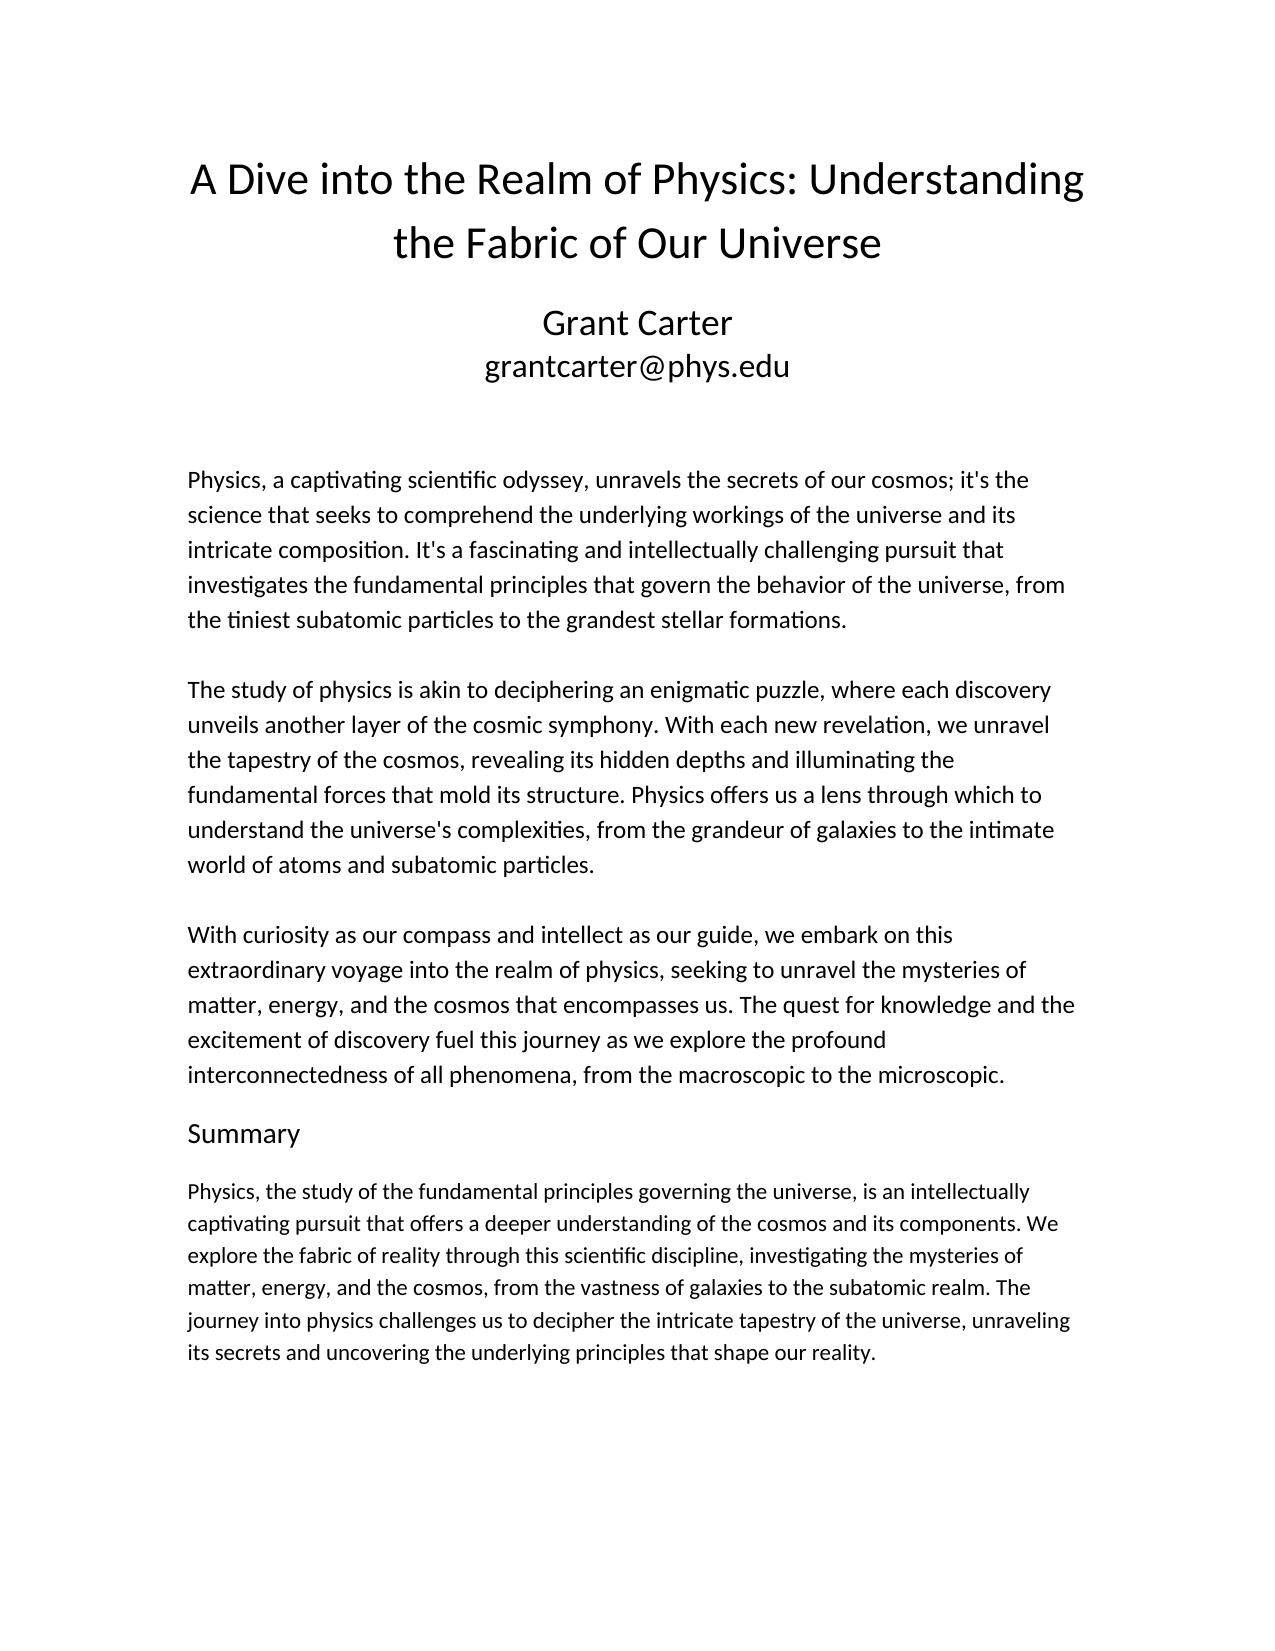 A Dive into the Realm of Physics: Understanding
the Fabric of Our Universe
Grant Carter
grantcarter@phys.edu
Physics, a captivating scientific odyssey, unravels the secrets of our cosmos; it's the
science that seeks to comprehend the underlying workings of the universe and its
intricate composition. It's a fascinating and intellectually challenging pursuit that
investigates the fundamental principles that govern the behavior of the universe, from
the tiniest subatomic particles to the grandest stellar formations.
The study of physics is akin to deciphering an enigmatic puzzle, where each discovery
unveils another layer of the cosmic symphony. With each new revelation, we unravel
the tapestry of the cosmos, revealing its hidden depths and illuminating the
fundamental forces that mold its structure. Physics offers us a lens through which to
understand the universe's complexities, from the grandeur of galaxies to the intimate
world of atoms and subatomic particles.
With curiosity as our compass and intellect as our guide, we embark on this
extraordinary voyage into the realm of physics, seeking to unravel the mysteries of
matter, energy, and the cosmos that encompasses us. The quest for knowledge and the
excitement of discovery fuel this journey as we explore the profound
interconnectedness of all phenomena, from the macroscopic to the microscopic.
Summary
Physics, the study of the fundamental principles governing the universe, is an intellectually
captivating pursuit that offers a deeper understanding of the cosmos and its components. We
explore the fabric of reality through this scientific discipline, investigating the mysteries of
matter, energy, and the cosmos, from the vastness of galaxies to the subatomic realm. The
journey into physics challenges us to decipher the intricate tapestry of the universe, unraveling
its secrets and uncovering the underlying principles that shape our reality.